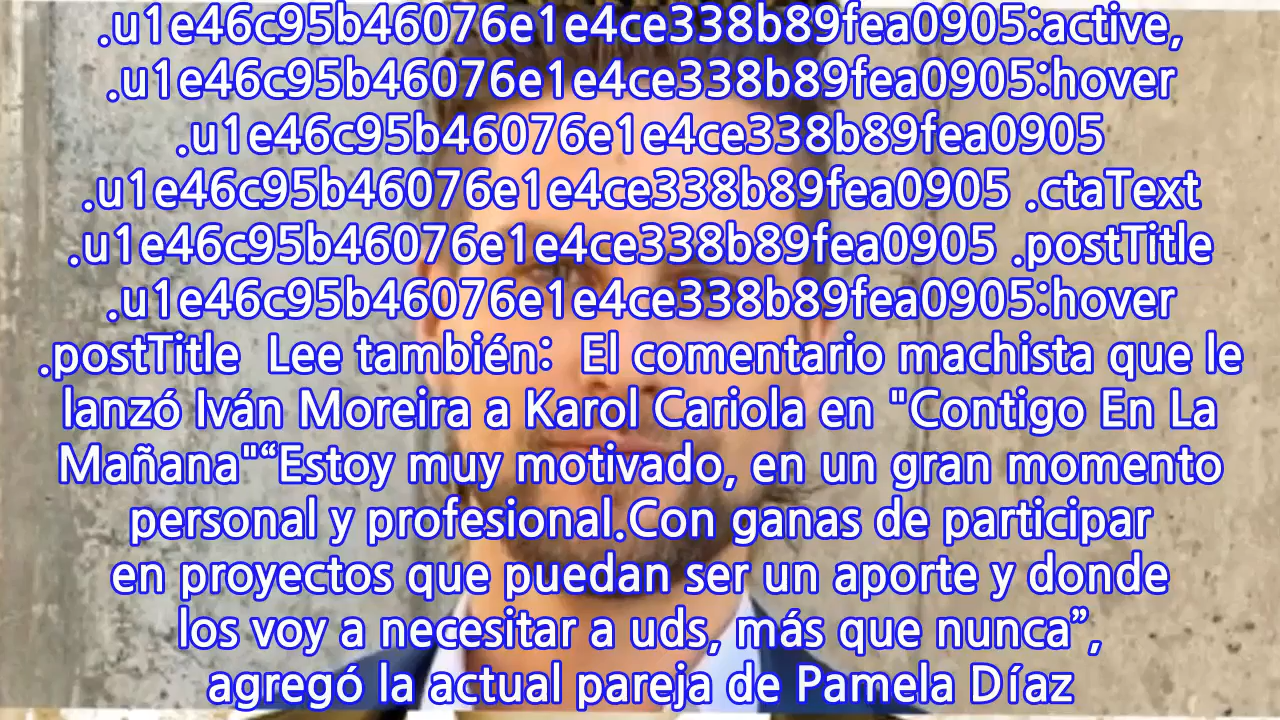 .u1e46c95b46076e1e4ce338b89fea0905:active,
.u1e46c95b46076e1e4ce338b89fea0905:hover
.u1e46c95b46076e1e4ce338b89fea0905
.u1e46c95b46076e1e4ce338b89fea0905 .ctaText
.u1e46c95b46076e1e4ce338b89fea0905 .postTitle
.u1e46c95b46076e1e4ce338b89fea0905:hover
.postTitle  Lee también:  El comentario machista que le
lanzó Iván Moreira a Karol Cariola en "Contigo En La
Mañana"“Estoy muy motivado, en un gran momento
personal y profesional.Con ganas de participar
en proyectos que puedan ser un aporte y donde
los voy a necesitar a uds, más que nunca”,
agregó la actual pareja de Pamela Díaz